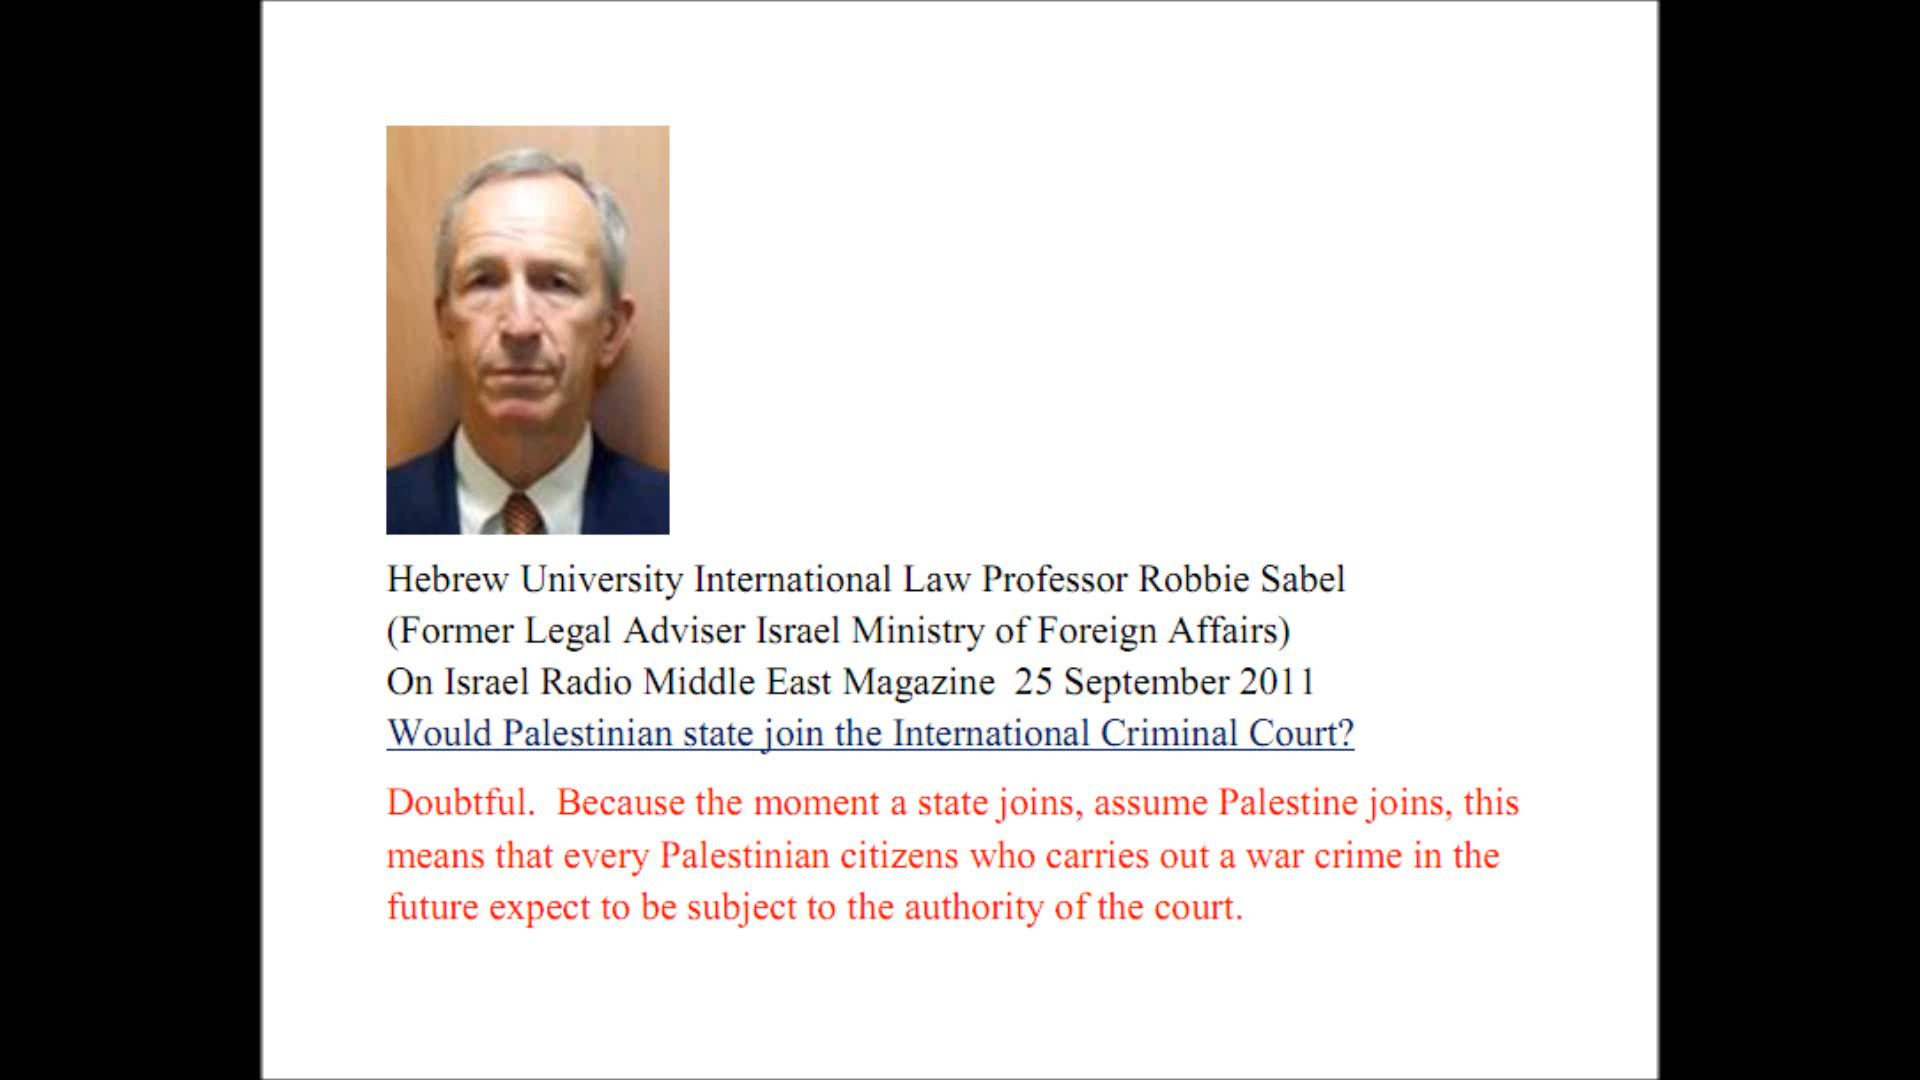 Hebrew University International Law Professor Robbie Sabel
(Former Legal Adviser Israel Ministry of Foreign Affairs)
On Israel Radio Middle East Magazine  25 September 2011
Would Palestinian state join the International Criminal Court?
Doubtful.  Because the moment a state joins, assume Palestine joins, this
means that every Palestinian citizens who carries out a war crime in the
future expect to be subject to the authority of the court.